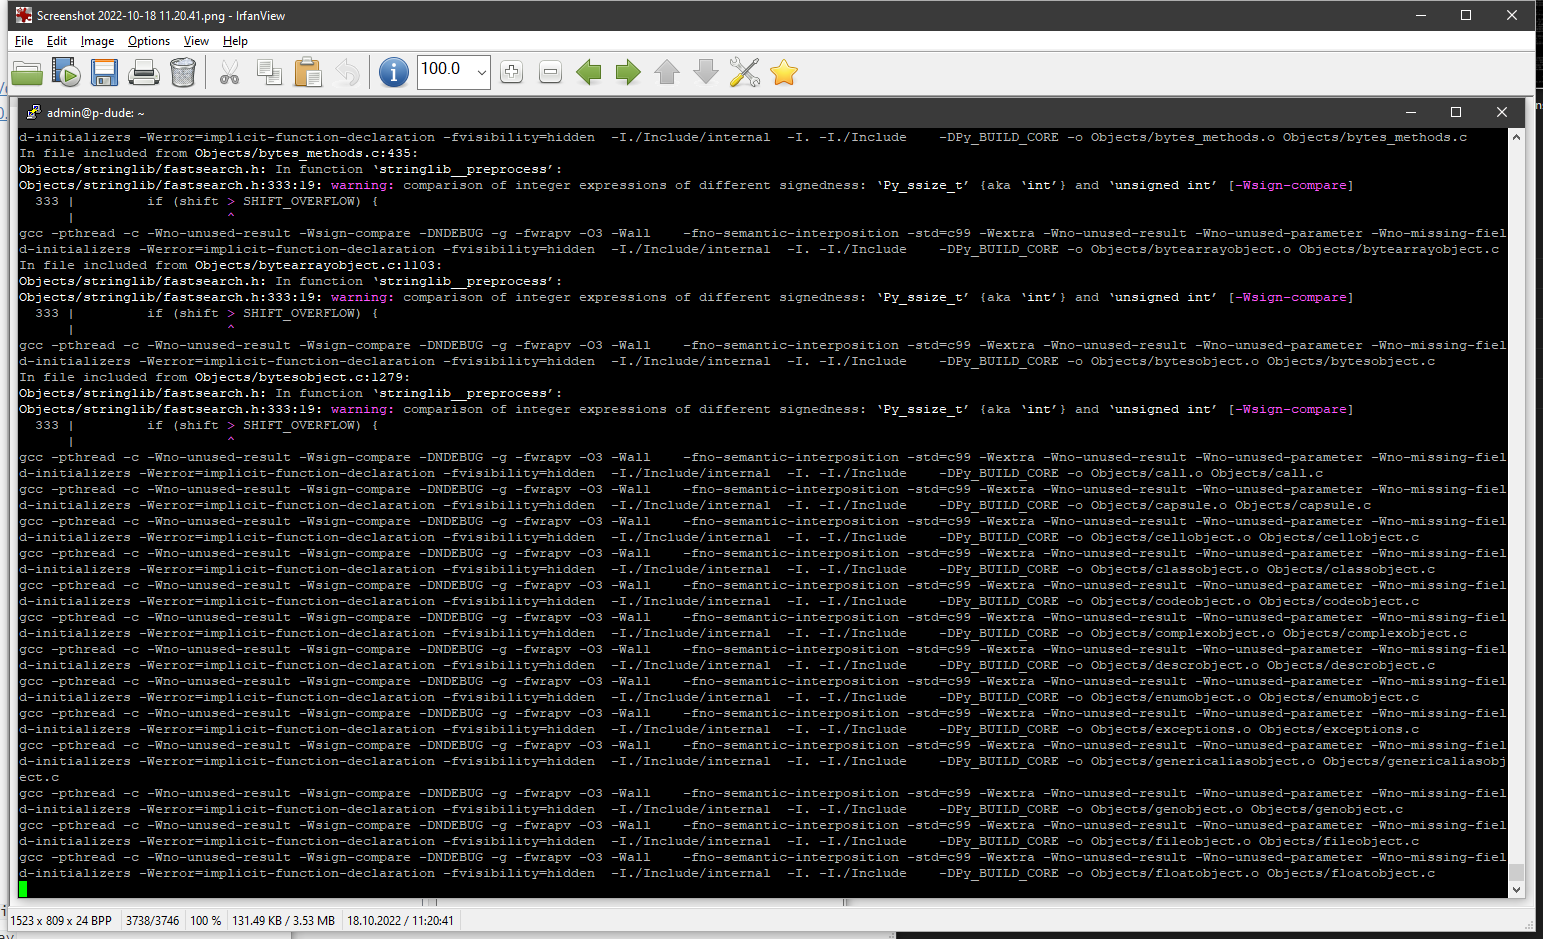 Screenshot 2022-10-18 11.20.41.png - IrfanView
File Edit Image Options View Help
100.0
admin@p-dude: ~
d-initializers -Werror=implicit-function-declaration -fvisibility=hidden  -I./Include/internal  -I. -I./Include    -DPy_BUILD_CORE -o Objects/bytes_methods.o Objects/bytes_methods.c
In file included from Objects/bytes_methods.c:435:
Objects/stringlib/fastsearch.h: In function ‘stringlib__preprocess’:
Objects/stringlib/fastsearch.h:333:19: warning: comparison of integer expressions of different signedness: ‘Py_ssize_t’ {aka ‘int’} and ‘unsigned int’ [-Wsign-compare]
  333 |         if (shift > SHIFT_OVERFLOW) {
      |                   ^
gcc -pthread -c -Wno-unused-result -Wsign-compare -DNDEBUG -g -fwrapv -O3 -Wall    -fno-semantic-interposition -std=c99 -Wextra -Wno-unused-result -Wno-unused-parameter -Wno-missing-fiel
d-initializers -Werror=implicit-function-declaration -fvisibility=hidden  -I./Include/internal  -I. -I./Include    -DPy_BUILD_CORE -o Objects/bytearrayobject.o Objects/bytearrayobject.c
In file included from Objects/bytearrayobject.c:1103:
Objects/stringlib/fastsearch.h: In function ‘stringlib__preprocess’:
Objects/stringlib/fastsearch.h:333:19: warning: comparison of integer expressions of different signedness: ‘Py_ssize_t’ {aka ‘int’} and ‘unsigned int’ [-Wsign-compare]
  333 |         if (shift > SHIFT_OVERFLOW) {
      |                   ^
gcc -pthread -c -Wno-unused-result -Wsign-compare -DNDEBUG -g -fwrapv -O3 -Wall    -fno-semantic-interposition -std=c99 -Wextra -Wno-unused-result -Wno-unused-parameter -Wno-missing-fiel
d-initializers -Werror=implicit-function-declaration -fvisibility=hidden  -I./Include/internal  -I. -I./Include    -DPy_BUILD_CORE -o Objects/bytesobject.o Objects/bytesobject.c
In file included from Objects/bytesobject.c:1279:
Objects/stringlib/fastsearch.h: In function ‘stringlib__preprocess’:
Objects/stringlib/fastsearch.h:333:19: warning: comparison of integer expressions of different signedness: ‘Py_ssize_t’ {aka ‘int’} and ‘unsigned int’ [-Wsign-compare]
  333 |         if (shift > SHIFT_OVERFLOW) {
      |                   ^
gcc -pthread -c -Wno-unused-result -Wsign-compare -DNDEBUG -g -fwrapv -O3 -Wall    -fno-semantic-interposition -std=c99 -Wextra -Wno-unused-result -Wno-unused-parameter -Wno-missing-fiel
d-initializers -Werror=implicit-function-declaration -fvisibility=hidden  -I./Include/internal  -I. -I./Include    -DPy_BUILD_CORE -o Objects/call.o Objects/call.c
gcc -pthread -c -Wno-unused-result -Wsign-compare -DNDEBUG -g -fwrapv -O3 -Wall    -fno-semantic-interposition -std=c99 -Wextra -Wno-unused-result -Wno-unused-parameter -Wno-missing-fiel
d-initializers -Werror=implicit-function-declaration -fvisibility=hidden  -I./Include/internal  -I. -I./Include    -DPy_BUILD_CORE -o Objects/capsule.o Objects/capsule.c
gcc -pthread -c -Wno-unused-result -Wsign-compare -DNDEBUG -g -fwrapv -O3 -Wall    -fno-semantic-interposition -std=c99 -Wextra -Wno-unused-result -Wno-unused-parameter -Wno-missing-fiel
d-initializers -Werror=implicit-function-declaration -fvisibility=hidden  -I./Include/internal  -I. -I./Include    -DPy_BUILD_CORE -o Objects/cellobject.o Objects/cellobject.c
gcc -pthread -c -Wno-unused-result -Wsign-compare -DNDEBUG -g -fwrapv -O3 -Wall    -fno-semantic-interposition -std=c99 -Wextra -Wno-unused-result -Wno-unused-parameter -Wno-missing-fiel
d-initializers -Werror=implicit-function-declaration -fvisibility=hidden  -I./Include/internal  -I. -I./Include    -DPy_BUILD_CORE -o Objects/classobject.o Objects/classobject.c
gcc -pthread -c -Wno-unused-result -Wsign-compare -DNDEBUG -g -fwrapv -O3 -Wall    -fno-semantic-interposition -std=c99 -Wextra -Wno-unused-result -Wno-unused-parameter -Wno-missing-fiel
d-initializers -Werror=implicit-function-declaration -fvisibility=hidden  -I./Include/internal  -I. -I./Include    -DPy_BUILD_CORE -o Objects/codeobject.o Objects/codeobject.c
gcc -pthread -c -Wno-unused-result -Wsign-compare -DNDEBUG -g -fwrapv -O3 -Wall    -fno-semantic-interposition -std=c99 -Wextra -Wno-unused-result -Wno-unused-parameter -Wno-missing-fiel
d-initializers -Werror=implicit-function-declaration -fvisibility=hidden  -I./Include/internal  -I. -I./Include    -DPy_BUILD_CORE -o Objects/complexobject.o Objects/complexobject.c
gcc -pthread -c -Wno-unused-result -Wsign-compare -DNDEBUG -g -fwrapv -O3 -Wall    -fno-semantic-interposition -std=c99 -Wextra -Wno-unused-result -Wno-unused-parameter -Wno-missing-fiel
d-initializers -Werror=implicit-function-declaration -fvisibility=hidden  -I./Include/internal  -I. -I./Include    -DPy_BUILD_CORE -o Objects/descrobject.o Objects/descrobject.c
gcc -pthread -c -Wno-unused-result -Wsign-compare -DNDEBUG -g -fwrapv -O3 -Wall    -fno-semantic-interposition -std=c99 -Wextra -Wno-unused-result -Wno-unused-parameter -Wno-missing-fiel
d-initializers -Werror=implicit-function-declaration -fvisibility=hidden  -I./Include/internal  -I. -I./Include    -DPy_BUILD_CORE -o Objects/enumobject.o Objects/enumobject.c
gcc -pthread -c -Wno-unused-result -Wsign-compare -DNDEBUG -g -fwrapv -O3 -Wall    -fno-semantic-interposition -std=c99 -Wextra -Wno-unused-result -Wno-unused-parameter -Wno-missing-fiel
d-initializers -Werror=implicit-function-declaration -fvisibility=hidden  -I./Include/internal  -I. -I./Include    -DPy_BUILD_CORE -o Objects/exceptions.o Objects/exceptions.c
gcc -pthread -c -Wno-unused-result -Wsign-compare -DNDEBUG -g -fwrapv -O3 -Wall    -fno-semantic-interposition -std=c99 -Wextra -Wno-unused-result -Wno-unused-parameter -Wno-missing-fiel
d-initializers -Werror=implicit-function-declaration -fvisibility=hidden  -I./Include/internal  -I. -I./Include    -DPy_BUILD_CORE -o Objects/genericaliasobject.o Objects/genericaliasobj
ect.c
gcc -pthread -c -Wno-unused-result -Wsign-compare -DNDEBUG -g -fwrapv -O3 -Wall    -fno-semantic-interposition -std=c99 -Wextra -Wno-unused-result -Wno-unused-parameter -Wno-missing-fiel
d-initializers -Werror=implicit-function-declaration -fvisibility=hidden  -I./Include/internal  -I. -I./Include    -DPy_BUILD_CORE -o Objects/genobject.o Objects/genobject.c
gcc -pthread -c -Wno-unused-result -Wsign-compare -DNDEBUG -g -fwrapv -O3 -Wall    -fno-semantic-interposition -std=c99 -Wextra -Wno-unused-result -Wno-unused-parameter -Wno-missing-fiel
d-initializers -Werror=implicit-function-declaration -fvisibility=hidden  -I./Include/internal  -I. -I./Include    -DPy_BUILD_CORE -o Objects/fileobject.o Objects/fileobject.c
gcc -pthread -c -Wno-unused-result -Wsign-compare -DNDEBUG -g -fwrapv -O3 -Wall    -fno-semantic-interposition -std=c99 -Wextra -Wno-unused-result -Wno-unused-parameter -Wno-missing-fiel
d-initializers -Werror=implicit-function-declaration -fvisibility=hidden  -I./Include/internal  -I. -I./Include    -DPy_BUILD_CORE -o Objects/floatobject.o Objects/floatobject.c
1523 x 809 x 24 BPP 3738/3746 100 % 131.49 KB / 3.53 MB 18.10.2022 / 11:20:41